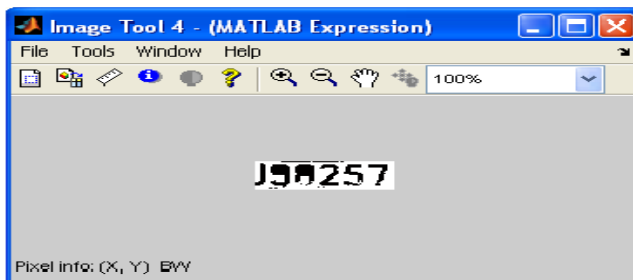 Image Tool 4 - (MATLAB Expression)
File Tools Window Help
100%
Pixel info: (X, Y) BW